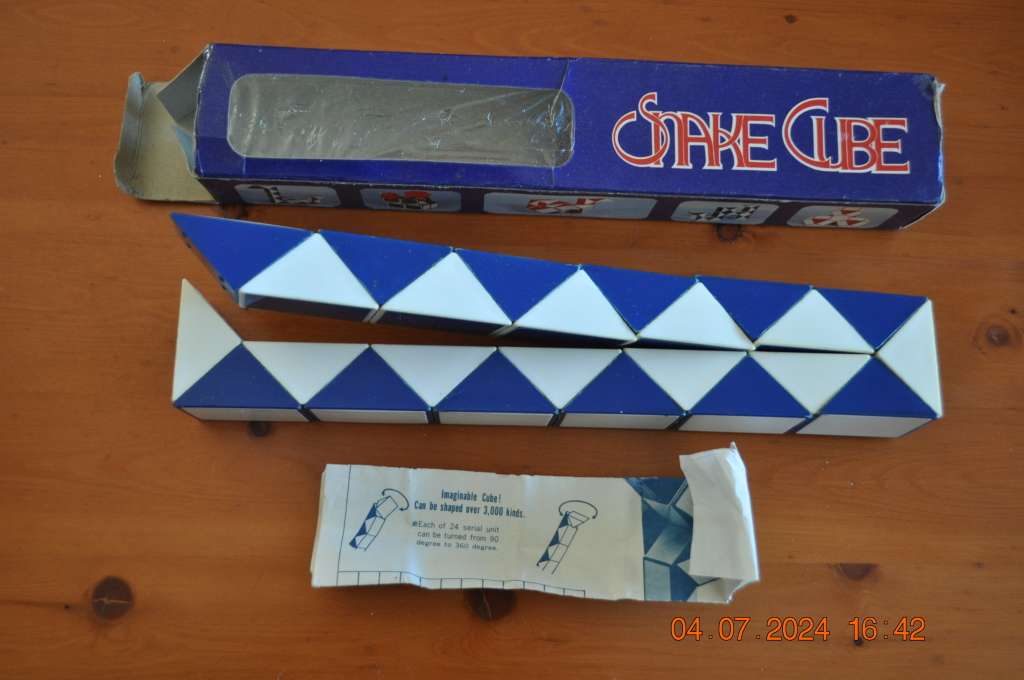 SNAKE CUBE
Imaginable Cube!
Can be shaped over 3,000 kinds.
※Each of 24 serial unit
can be turned from 90
degree to 360 degree.
04.07.2024 16:42